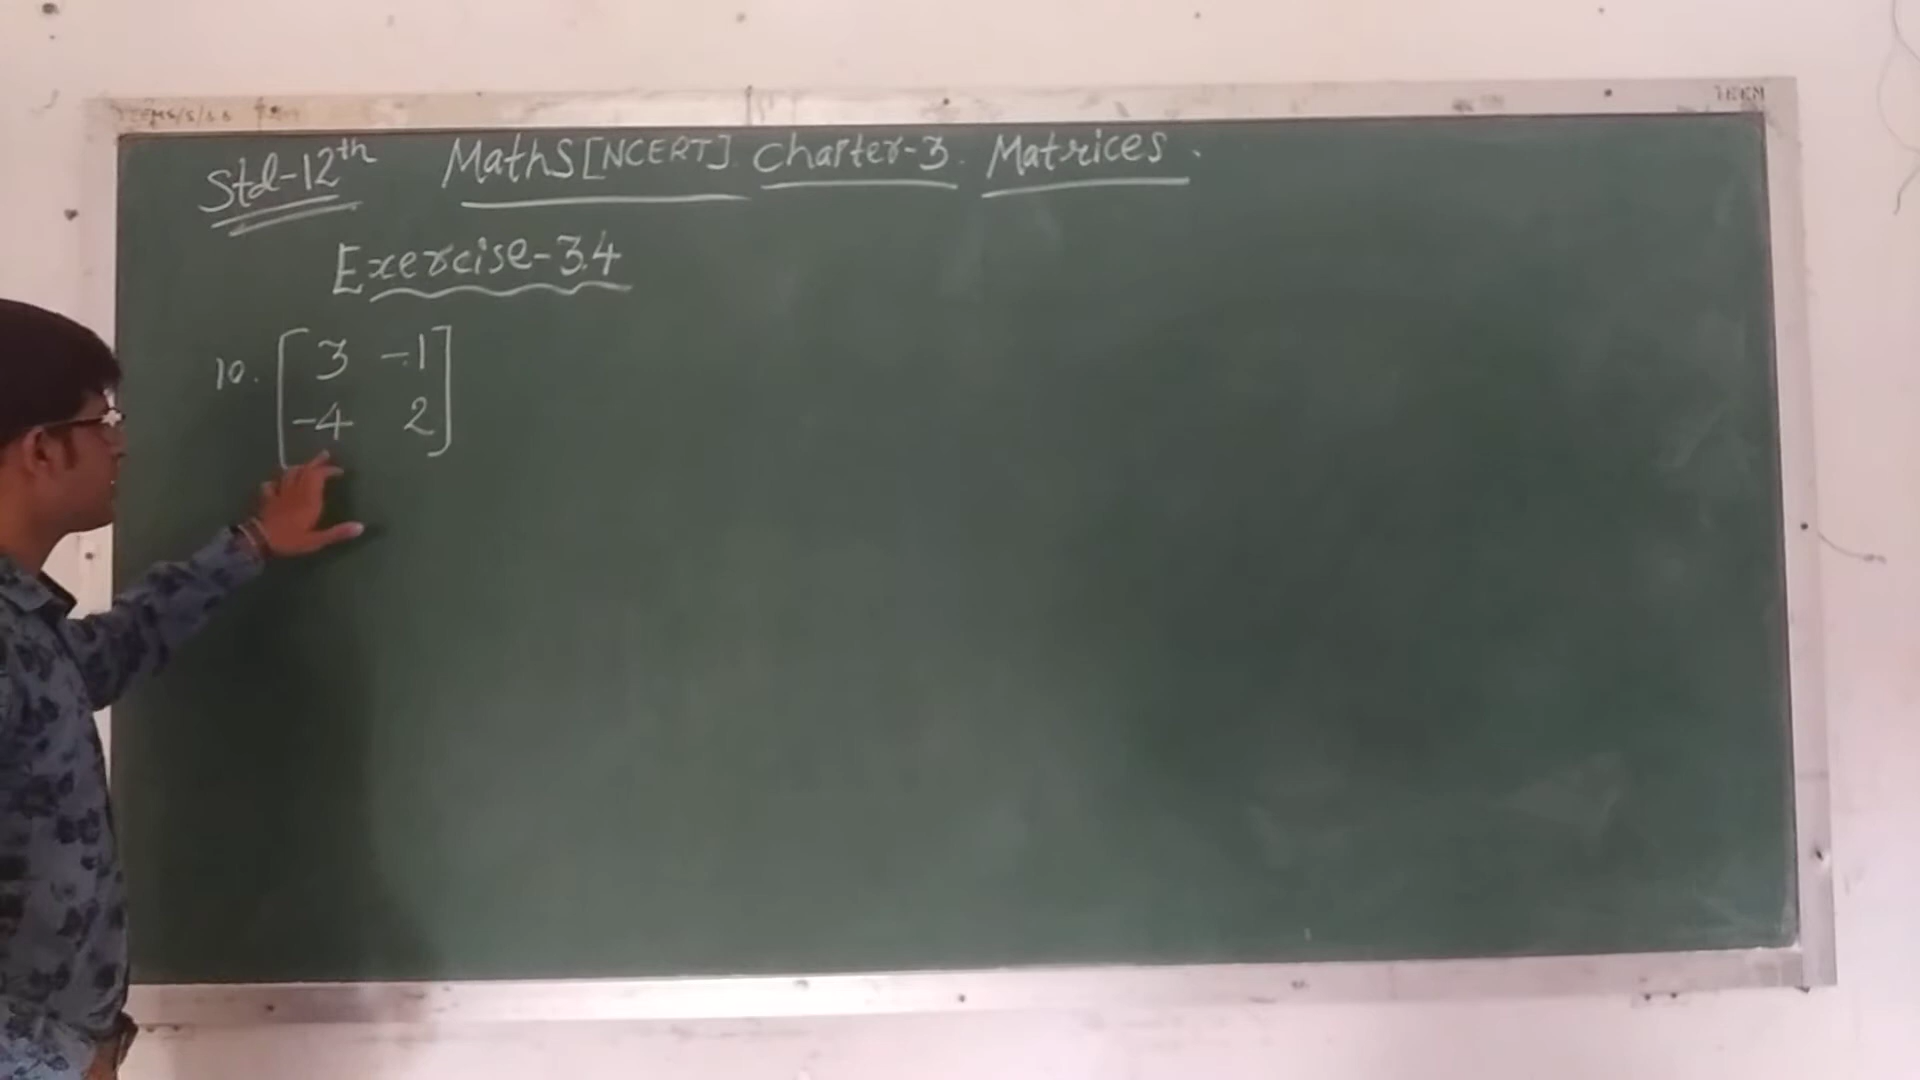 Std-12th Maths[NCERT]. Chapter-3. Matrices.
Exercise-3.4
10. [3 -1
-4 2]